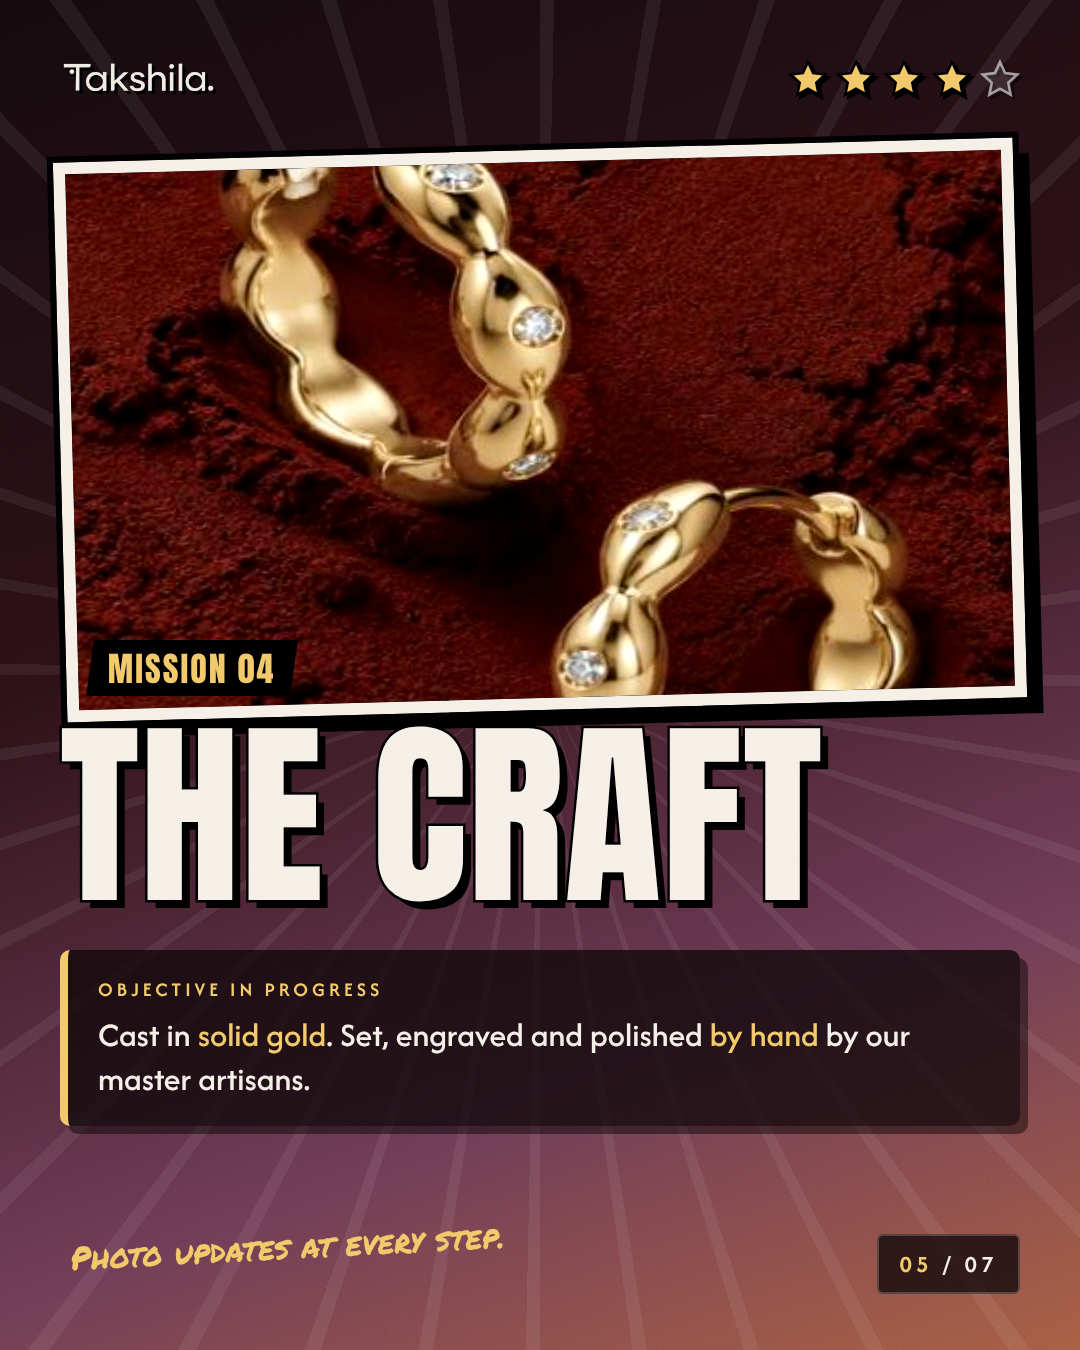 Takshila.
MISSION 04
THE CRAFT
OBJECTIVE IN PROGRESS
Cast in solid gold. Set, engraved and polished by hand by our
master artisans.
PHOTO UPDATES AT EVERY STEP.
05 / 07